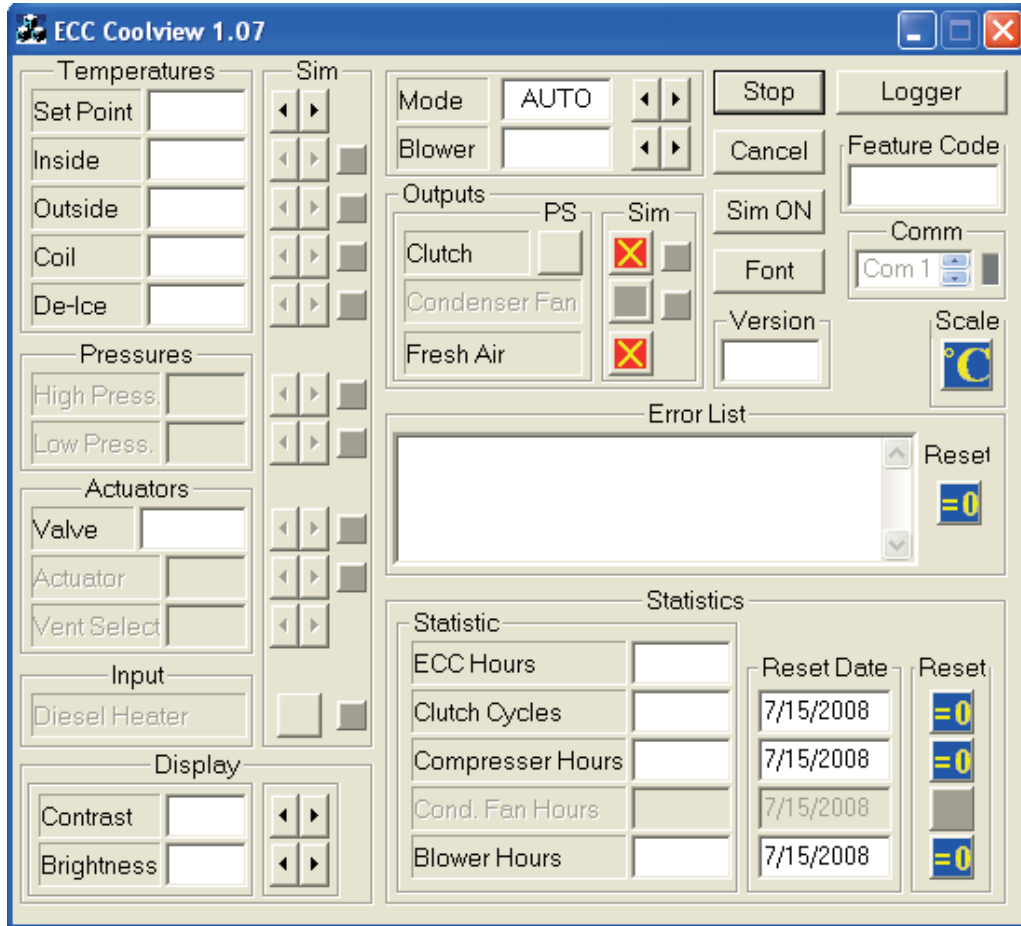 ECC Coolview 1.07
Temperatures
Sim
Set Point
Inside
Outside
Coil
De-Ice
Pressures
High Press.
Low Press.
Actuators
Valve
Actuator
Vent Select
Input
Diesel Heater
Display
Contrast
Brightness
Mode AUTO
Blower
Outputs
PS
Sim
Clutch
Condenser Fan
Fresh Air
Stop
Logger
Cancel
Sim ON
Font
Feature Code
Comm
Com 1
Version
Scale
°C
Error List
Reset
=0
Statistics
Statistic
Reset Date
Reset
ECC Hours
Clutch Cycles 7/15/2008 =0
Compresser Hours 7/15/2008 =0
Cond. Fan Hours 7/15/2008
Blower Hours 7/15/2008 =0